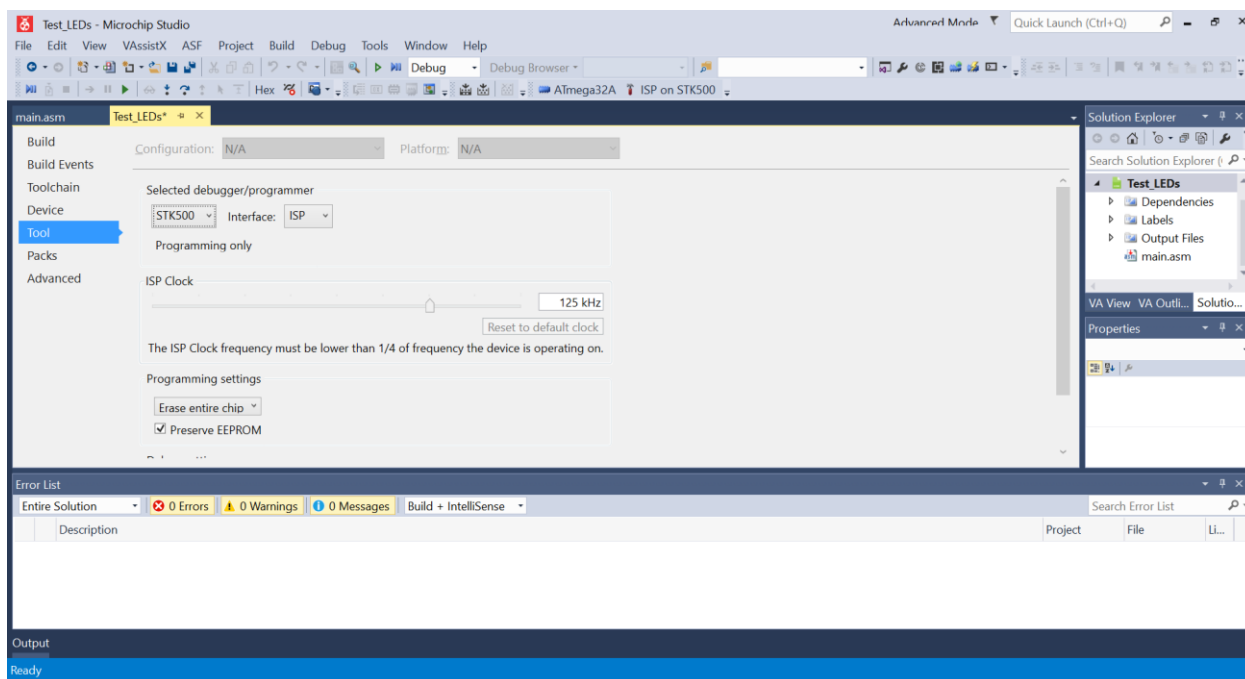 Test_LEDs - Microchip Studio
Advanced Mode
Quick Launch (Ctrl+Q)
File Edit View VAssistX ASF Project Build Debug Tools Window Help
Debug
Debug Browser
Hex
ATmega32A
ISP on STK500
main.asm
Test_LEDs*
Build
Build Events
Toolchain
Device
Tool
Packs
Advanced
Configuration: N/A
Platform: N/A
Selected debugger/programmer
STK500
Interface: ISP
Programming only
ISP Clock
125 kHz
Reset to default clock
The ISP Clock frequency must be lower than 1/4 of frequency the device is operating on.
Programming settings
Erase entire chip
Preserve EEPROM
Solution Explorer
Search Solution Explorer (
Test_LEDs
Dependencies
Labels
Output Files
main.asm
VA View VA Outli... Solutio...
Properties
Error List
Entire Solution
0 Errors
0 Warnings
0 Messages
Build + IntelliSense
Search Error List
Description
Project
File
Li...
Output
Ready